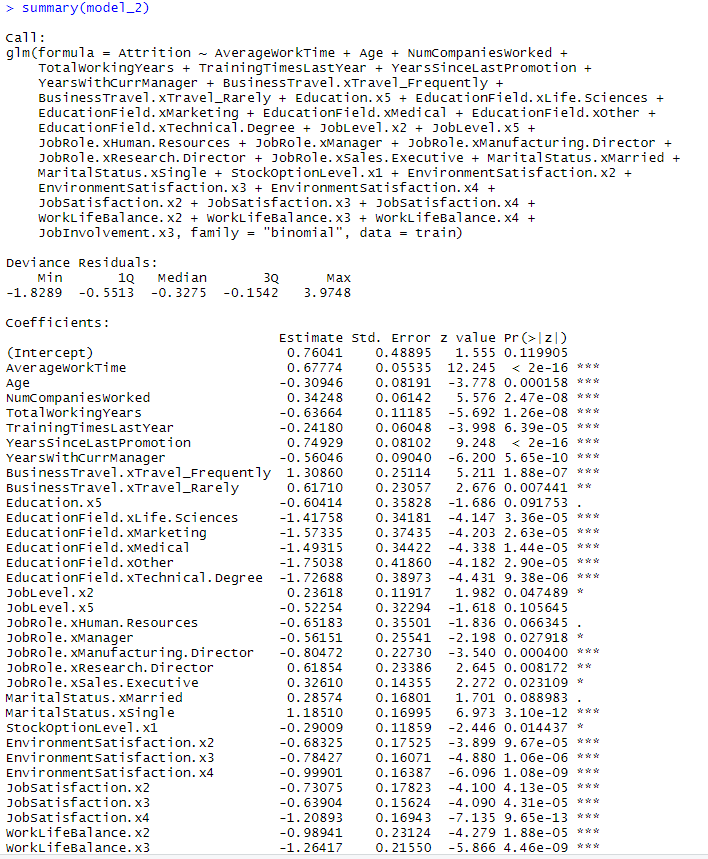 > summary(model_2)
Call:
glm(formula = Attrition ~ AverageWorkTime + Age + NumCompaniesWorked +
TotalWorkingYears + TrainingTimesLastYear + YearsSinceLastPromotion +
YearsWithCurrManager + BusinessTravel.xTravel_Frequently +
BusinessTravel.xTravel_Rarely + Education.x5 + EducationField.xLife.Sciences +
EducationField.xMarketing + EducationField.xMedical + EducationField.xOther +
EducationField.xTechnical.Degree + JobLevel.x2 + JobLevel.x5 +
JobRole.xHuman.Resources + JobRole.xManager + JobRole.xManufacturing.Director +
JobRole.xResearch.Director + JobRole.xSales.Executive + MaritalStatus.xMarried +
MaritalStatus.xSingle + StockOptionLevel.x1 + EnvironmentSatisfaction.x2 +
EnvironmentSatisfaction.x3 + EnvironmentSatisfaction.x4 +
JobSatisfaction.x2 + JobSatisfaction.x3 + JobSatisfaction.x4 +
WorkLifeBalance.x2 + WorkLifeBalance.x3 + WorkLifeBalance.x4 +
JobInvolvement.x3, family = "binomial", data = train)
Deviance Residuals:
Min 1Q Median 3Q Max
-1.8289 -0.5513 -0.3275 -0.1542 3.9748
Coefficients:
Estimate Std. Error z value Pr(>|z|)
(Intercept) 0.76041 0.48895 1.555 0.119905
AverageWorkTime 0.67774 0.05535 12.245 < 2e-16 ***
Age -0.30946 0.08191 -3.778 0.000158 ***
NumCompaniesWorked 0.34248 0.06142 5.576 2.47e-08 ***
TotalWorkingYears -0.63664 0.11185 -5.692 1.26e-08 ***
TrainingTimesLastYear -0.24180 0.06048 -3.998 6.39e-05 ***
YearsSinceLastPromotion 0.74929 0.08102 9.248 < 2e-16 ***
YearsWithCurrManager -0.56046 0.09040 -6.200 5.65e-10 ***
BusinessTravel.xTravel_Frequently 1.30860 0.25114 5.211 1.88e-07 ***
BusinessTravel.xTravel_Rarely 0.61710 0.23057 2.676 0.007441 **
Education.x5 -0.60414 0.35828 -1.686 0.091753 .
EducationField.xLife.Sciences -1.41758 0.34181 -4.147 3.36e-05 ***
EducationField.xMarketing -1.57335 0.37435 -4.203 2.63e-05 ***
EducationField.xMedical -1.49315 0.34422 -4.338 1.44e-05 ***
EducationField.xOther -1.75038 0.41860 -4.182 2.90e-05 ***
EducationField.xTechnical.Degree -1.72688 0.38973 -4.431 9.38e-06 ***
JobLevel.x2 0.23618 0.11917 1.982 0.047489 *
JobLevel.x5 -0.52254 0.32294 -1.618 0.105645
JobRole.xHuman.Resources -0.65183 0.35501 -1.836 0.066345 .
JobRole.xManager -0.56151 0.25541 -2.198 0.027918 *
JobRole.xManufacturing.Director -0.80472 0.22730 -3.540 0.000400 ***
JobRole.xResearch.Director 0.61854 0.23386 2.645 0.008172 **
JobRole.xSales.Executive 0.32610 0.14355 2.272 0.023109 *
MaritalStatus.xMarried 0.28574 0.16801 1.701 0.088983 .
MaritalStatus.xSingle 1.18510 0.16995 6.973 3.10e-12 ***
StockOptionLevel.x1 -0.29009 0.11859 -2.446 0.014437 *
EnvironmentSatisfaction.x2 -0.68325 0.17525 -3.899 9.67e-05 ***
EnvironmentSatisfaction.x3 -0.78427 0.16071 -4.880 1.06e-06 ***
EnvironmentSatisfaction.x4 -0.99901 0.16387 -6.096 1.08e-09 ***
JobSatisfaction.x2 -0.73075 0.17823 -4.100 4.13e-05 ***
JobSatisfaction.x3 -0.63904 0.15624 -4.090 4.31e-05 ***
JobSatisfaction.x4 -1.20893 0.16943 -7.135 9.65e-13 ***
WorkLifeBalance.x2 -0.98941 0.23124 -4.279 1.88e-05 ***
WorkLifeBalance.x3 -1.26417 0.21550 -5.866 4.46e-09 ***